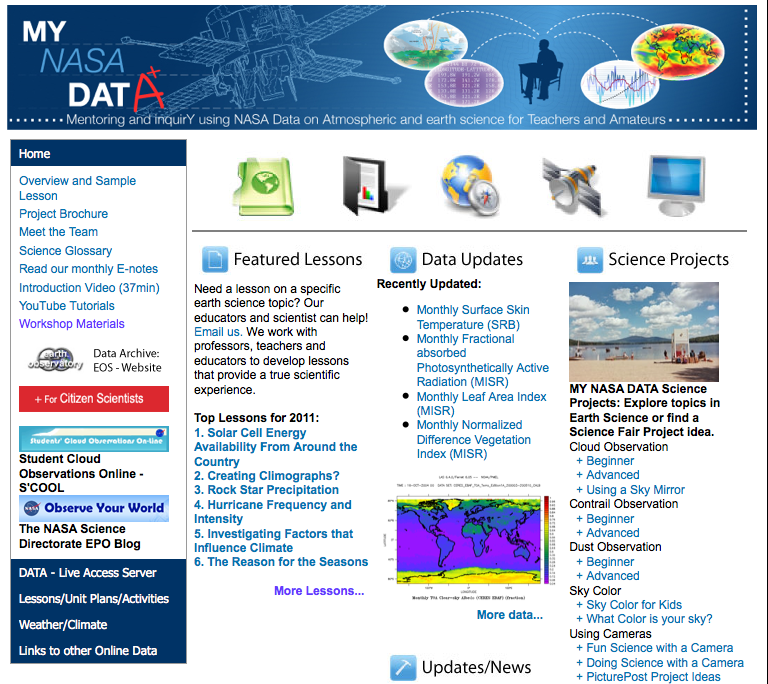 MY
NASA
DATA
Mentoring and inquirY using NASA Data on Atmospheric and earth science for Teachers and Amateurs
Home
Overview and Sample
Lesson
Project Brochure
Meet the Team
Science Glossary
Read our monthly E-notes
Introduction Video (37min)
YouTube Tutorials
Workshop Materials
earth
observatory
Data Archive:
EOS - Website
+ For Citizen Scientists
Students' Cloud Observations On-Line
Student Cloud
Observations Online -
S'COOL
NASA Observe Your World
The NASA Science
Directorate EPO Blog
DATA - Live Access Server
Lessons/Unit Plans/Activities
Weather/Climate
Links to other Online Data
Featured Lessons
Need a lesson on a specific
earth science topic? Our
educators and scientist can help!
Email us. We work with
professors, teachers and
educators to develop lessons
that provide a true scientific
experience.
Top Lessons for 2011:
1. Solar Cell Energy
Availability From Around the
Country
2. Creating Climographs?
3. Rock Star Precipitation
4. Hurricane Frequency and
Intensity
5. Investigating Factors that
Influence Climate
6. The Reason for the Seasons
More Lessons...
Data Updates
Recently Updated:
Monthly Surface Skin
Temperature (SRB)
Monthly Fractional
absorbed
Photosynthetically Active
Radiation (MISR)
Monthly Leaf Area Index
(MISR)
Monthly Normalized
Difference Vegetation
Index (MISR)
LONGITUDE
Monthly TOA Clear-sky Albedo (CERES ERBF) (fraction)
More data...
Updates/News
Science Projects
MY NASA DATA Science
Projects: Explore topics in
Earth Science or find a
Science Fair Project idea.
Cloud Observation
+ Beginner
+ Advanced
+ Using a Sky Mirror
Contrail Observation
+ Beginner
+ Advanced
Dust Observation
+ Beginner
+ Advanced
Sky Color
+ Sky Color for Kids
+ What Color is your sky?
Using Cameras
+ Fun Science with a Camera
+ Doing Science with a Camera
+ PicturePost Project Ideas